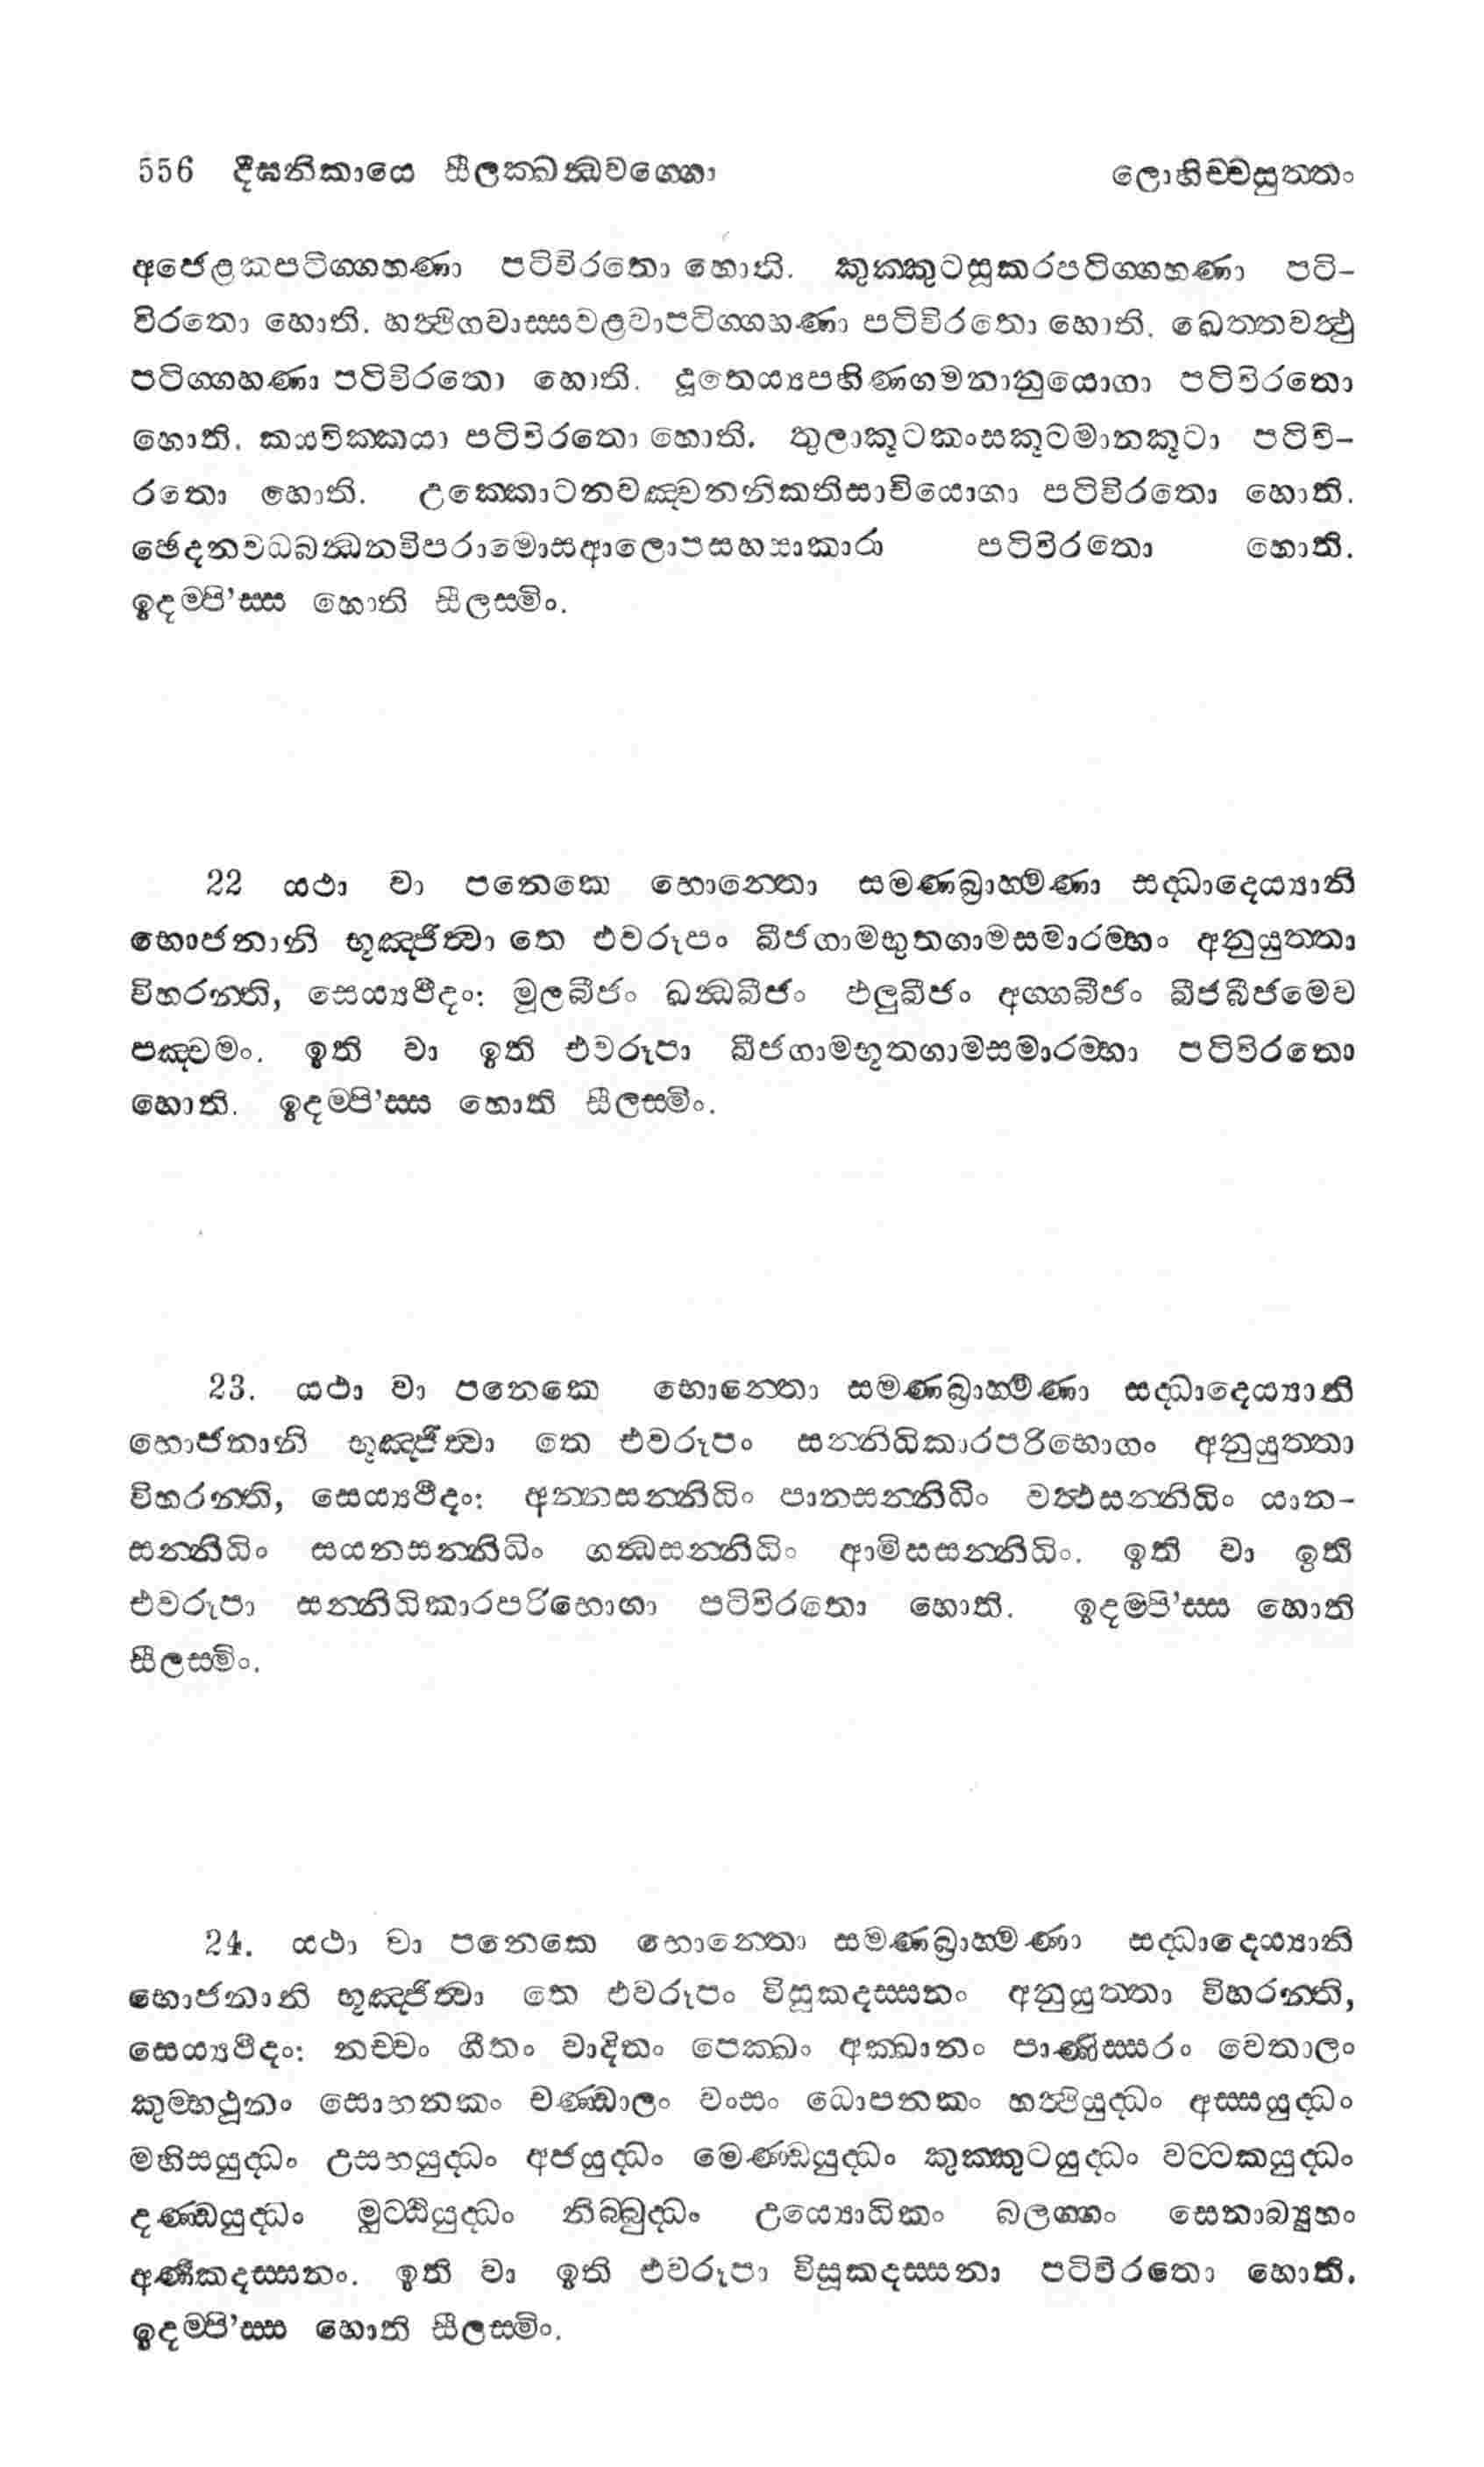 556 දීඝනිකායෙ සීලක්ඛන්ධවග්ගො ලොහිච්චසුත්තං
අජෙළකපටිග්ගහණා පටිවිරතො හොති. කුක්කුටසූකරපටිග්ගහණා පටි-
විරතො හොති. හත්ථිගවාස්සවළවාපටිග්ගහණා පටිවිරතො හොති. ඛෙත්තවත්ථු
පටිග්ගහණා පටිවිරතො හොති. දූතෙය්‍යපහිණගමනානුයොගා පටිවිරතො
හොති. කයවික්කයා පටිවිරතො හොති. තුලාකූටකංසකූටමානකූටා පටිවි-
රතො හොති. උක්කොටනවඤ්චනනිකතිසාචියොගා පටිවිරතො හොති.
ඡෙදනවධබන්ධනවිපරාමොසආලොපසහසාකාරා පටිවිරතො හොති.
ඉදම්පි’ස්ස හොති සීලස්මිං.
22 යථා වා පනෙකෙ හොන්තො සමණබ්‍රාහ්මණා සද්ධාදෙය්‍යානි
භොජනානි භූඤ්ජිත්වා තෙ එවරූපං බීජගාමභුතගාමසමාරම්භං අනුයුත්තා
විහරන්ති, සෙය්‍යථීදං: මූලබීජං ඛන්ධබීජං ඵලුබීජං අග්ගබීජං බීජබීජමෙව
පඤ්චමං. ඉති වා ඉති එවරූපා බීජගාමභූතගාමසමාරම්භා පටිවිරතො
හොති. ඉදම්පි’ස්ස හොති සීලස්මිං.
23. යථා වා පනෙකෙ භොන්තො සමණබ්‍රාහ්මණා සද්ධාදෙය්‍යානි
හොජනානි භූඤ්ජිත්වා තෙ එවරූපං සන්නිධිකාරපරිභොගං අනුයුත්තා
විහරන්ති, සෙය්‍යථීදං: අන්නසන්නිධිං පානසන්නිධිං වත්ථසන්නිධිං යාන-
සන්නිධිං සයනසන්නිධිං ගන්ධසන්නිධිං ආමිසසන්නිධිං. ඉති වා ඉති
එවරූපා සන්නිධිකාරපරිභොගා පටිවිරතො හොති. ඉදම්පි’ස්ස හොති
සීලස්මිං.
24. යථා වා පනෙකෙ හොන්තො සමණබ්‍රාහ්මණා සද්ධාදෙය්‍යානි
භොජනානි භූඤ්ජිත්වා තෙ එවරූපං විසූකදස්සනං අනුයුත්තා විහරන්ති,
සෙය්‍යථීදං: නච්චං ගීතං වාදිතං පෙක්ඛං අක්ඛානං පාණිස්සරං වෙතාලං
කුම්භථූනං සොහනකං චණ්ඩාලං වංසං ධොපනකං හත්ථියුද්ධං අස්සයුද්ධං
මහිසයුද්ධං උසභයුද්ධං අජයුද්ධං මෙණ්ඩයුද්ධං කුක්කුටයුද්ධං වට්ටකයුද්ධං
දණ්ඩයුද්ධං මුට්ඨියුද්ධං නිබ්බුද්ධං උය්‍යොධිකං බලග්ගං සෙනාබ්‍යුහං
අණීකදස්සනං. ඉති වා ඉති එවරූපා විසූකදස්සනා පටිවිරතො හොති.
ඉදම්පි’ස්ස හොති සීලස්මිං.